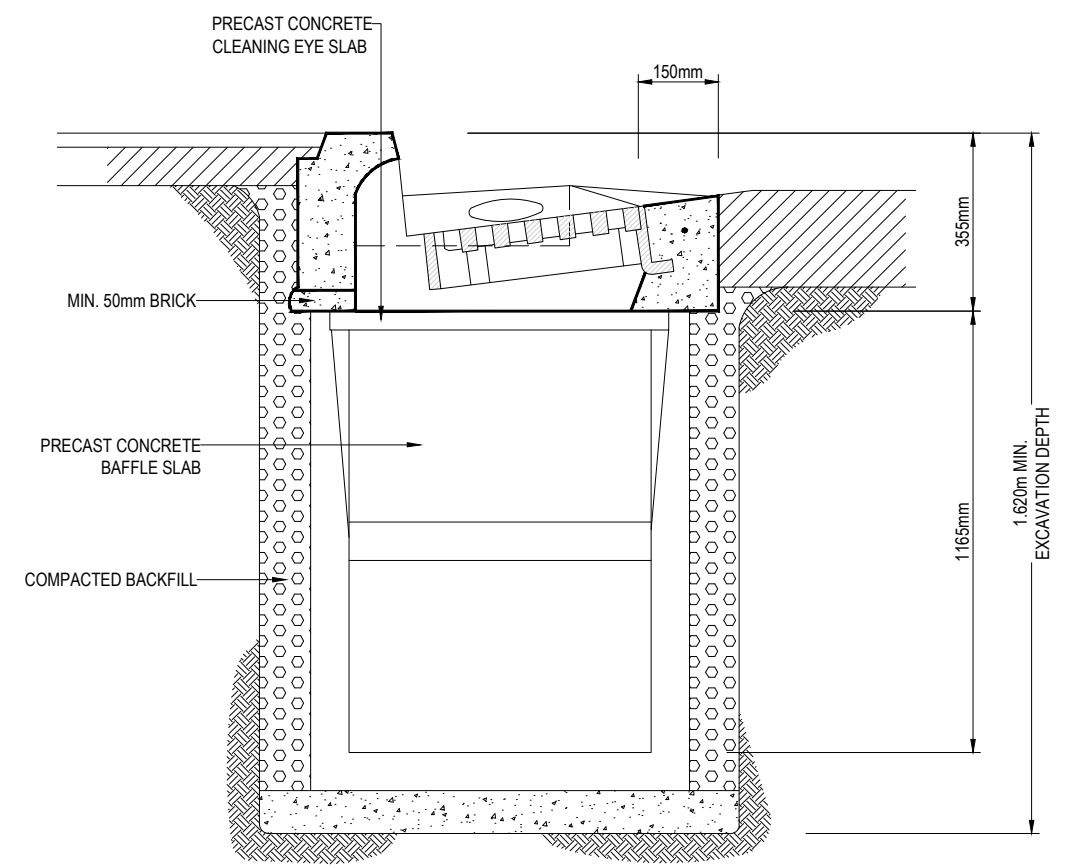 PRECAST CONCRETE
CLEANING EYE SLAB
150mm
355mm
MIN. 50mm BRICK
PRECAST CONCRETE
BAFFLE SLAB
1.620m MIN.
EXCAVATION DEPTH
1165mm
COMPACTED BACKFILL